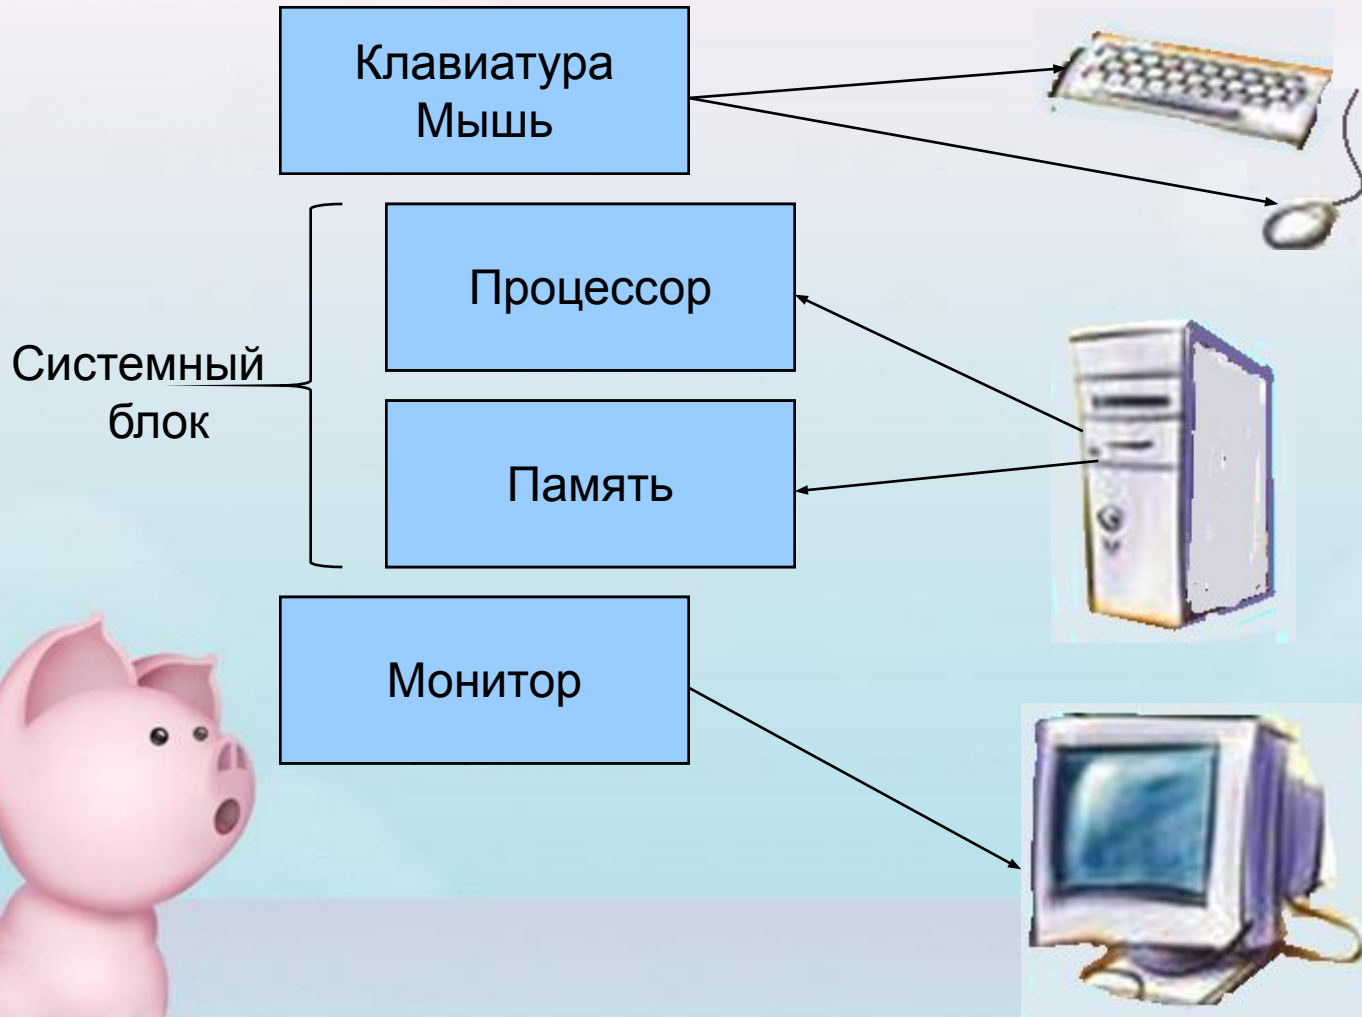 Клавиатура
Мышь
Процессор
Системный
блок
Память
Монитор